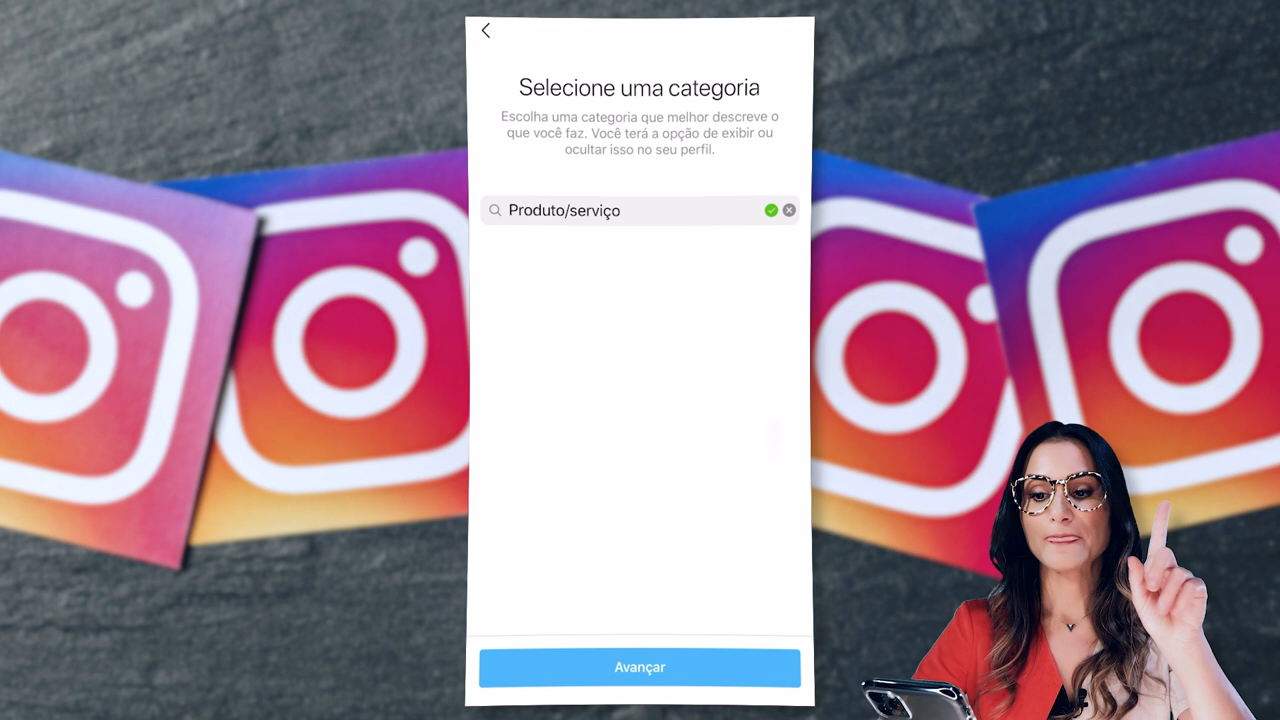 Selecione uma categoria
Escolha uma categoria que melhor descreve o
que você faz. Você terá a opção de exibir ou
ocultar isso no seu perfil.
Produto/serviço
Avançar